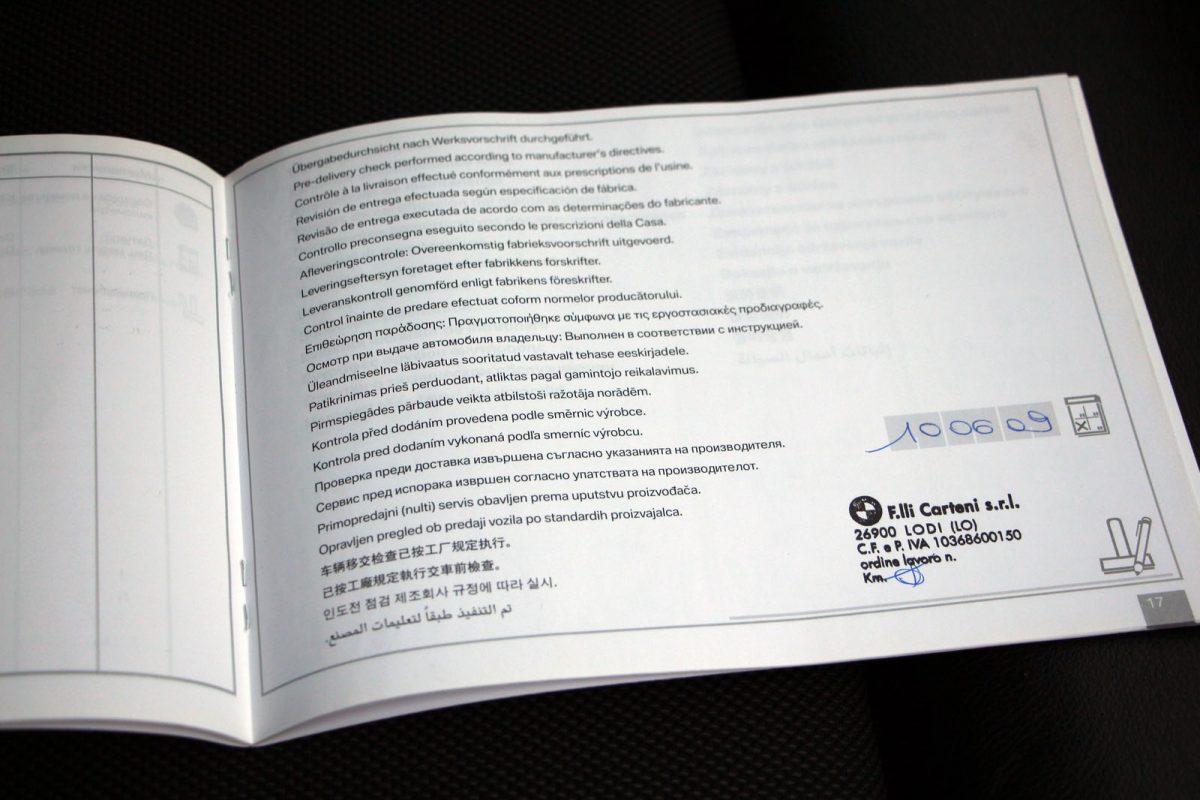 Übergabedurchsicht nach Werksvorschrift durchgeführt.
Pre-delivery check performed according to manufacturer's directives.
Contrôle à la livraison effectué conformément aux prescriptions de l'usine.
Revisión de entrega efectuada según especificación de fábrica.
Revisão de entrega executada de acordo com as determinações do fabricante.
Controllo preconsegna eseguito secondo le prescrizioni della Casa.
Afleveringscontrole: Overeenkomstig fabrieksvoorschrift uitgevoerd.
Leveringseftersyn foretaget efter fabrikkens forskrifter.
Leveranskontroll genomförd enligt fabrikens föreskrifter.
Control înainte de predare efectuat coform normelor producătorului.
Επιθεώρηση παράδοσης: Πραγματοποιήθηκε σύμφωνα με τις εργοστασιακές προδιαγραφές.
Осмотр при выдаче автомобиля владельцу: Выполнен в соответствии с инструкцией.
Üleandmiseelne läbivaatus sooritatud vastavalt tehase eeskirjadele.
Patikrinimas prieš perduodant, atliktas pagal gamintojo reikalavimus.
Pirmspiegādes pārbaude veikta atbilstoši ražotāja norādēm.
Kontrola před dodáním provedena podle směrnic výrobce.
Kontrola pred dodaním vykonaná podľa smerníc výrobcu.
Проверка преди доставка извършена съгласно указанията на производителя.
Сервис пред испорака извршен согласно упатствата на производителот.
Primopredajni (nulti) servis obavljen prema uputstvu proizvođača.
Opravljen pregled ob predaji vozila po standardih proizvajalca.
车辆移交检查已按工厂规定执行。
已按工廠規定執行交車前檢查。
인도전 점검 제조회사 규정에 따라 실시.
تم التنفيذ طبقاً لتعليمات المصنع.
10 06 09
F.lli Carteni s.r.l.
26900 LODI (LO)
C.F. e P. IVA 10368600150
ordine lavoro n.
Km.
17